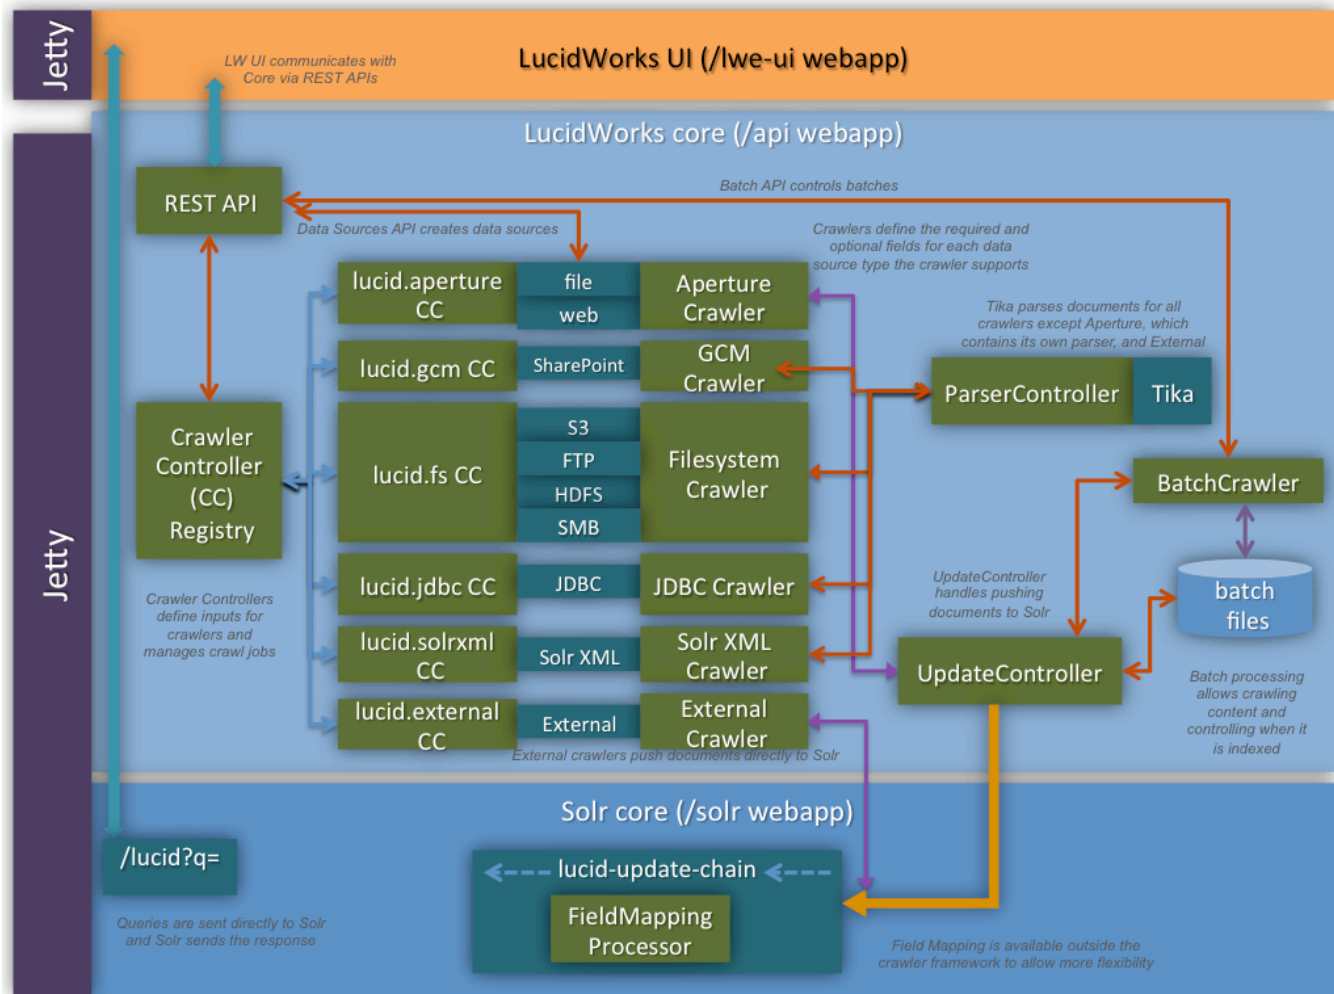 Jetty
LucidWorks UI (/lwe-ui webapp)
LW UI communicates with
Core via REST APIs
Jetty
LucidWorks core (/api webapp)
REST API
Batch API controls batches
Data Sources API creates data sources
Crawlers define the required and
optional fields for each data
source type the crawler supports
lucid.aperture
CC
file
web
Aperture
Crawler
Tika parses documents for all
crawlers except Aperture, which
contains its own parser, and External
lucid.gcm CC
SharePoint
GCM
Crawler
ParserController
Tika
Crawler
Controller
(CC)
Registry
lucid.fs CC
S3
FTP
HDFS
SMB
Filesystem
Crawler
BatchCrawler
lucid.jdbc CC
JDBC
JDBC Crawler
UpdateController
handles pushing
documents to Solr
batch
files
Crawler Controllers
define inputs for
crawlers and
manages crawl jobs
lucid.solrxml
CC
Solr XML
Solr XML
Crawler
UpdateController
Batch processing
allows crawling
content and
controlling when it
is indexed
lucid.external
CC
External
External
Crawler
External crawlers push documents directly to Solr
Solr core (/solr webapp)
/lucid?q=
lucid-update-chain
FieldMapping
Processor
Queries are sent directly to Solr
and Solr sends the response
Field Mapping is available outside the
crawler framework to allow more flexibility